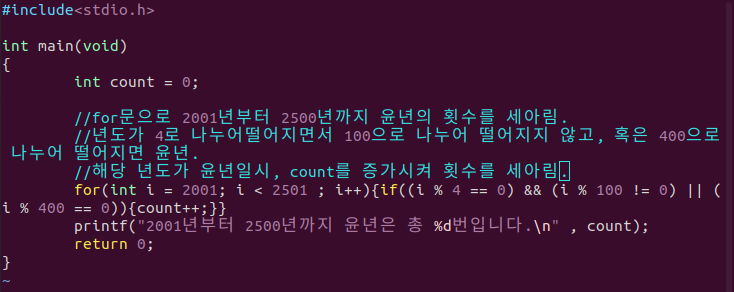 #include<stdio.h>
int main(void)
{
int count = 0;
//for문으로 2001년부터 2500년까지 윤년의 횟수를 세아림.
//년도가 4로 나누어떨어지면서 100으로 나누어 떨어지지 않고, 혹은 400으로
나누어 떨어지면 윤년.
//해당 년도가 윤년일시, count를 증가시켜 횟수를 세아림.
for(int i = 2001; i < 2501 ; i++){if((i % 4 == 0) && (i % 100 != 0) || (
i % 400 == 0)){count++;}}
printf("2001년부터 2500년까지 윤년은 총 %d번입니다.\n" , count);
return 0;
}
~